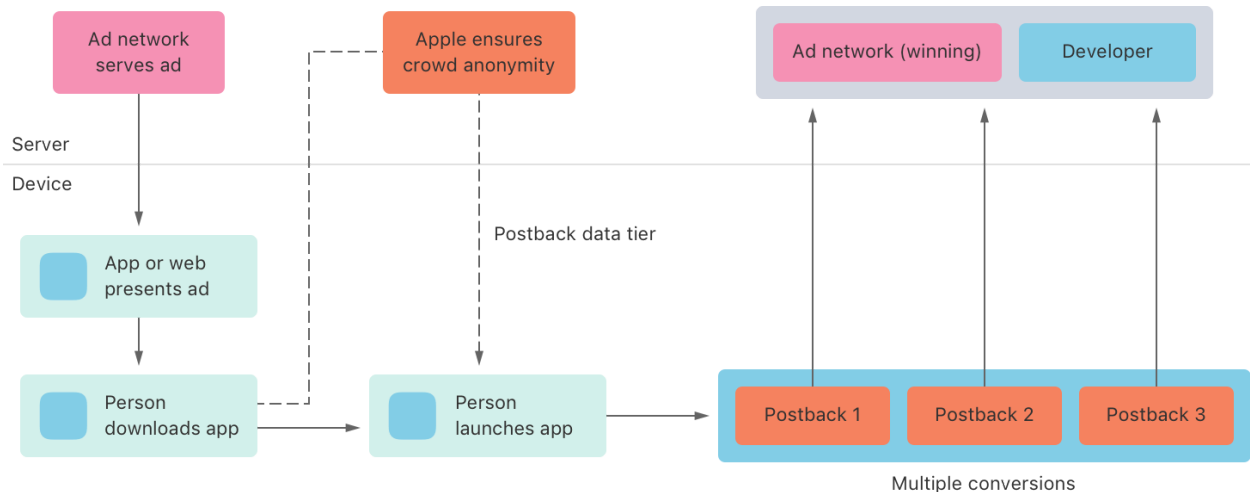 Ad network
serves ad
Apple ensures
crowd anonymity
Ad network (winning)
Developer
Server
Device
Postback data tier
App or web
presents ad
Person
downloads app
Person
launches app
Postback 1
Postback 2
Postback 3
Multiple conversions